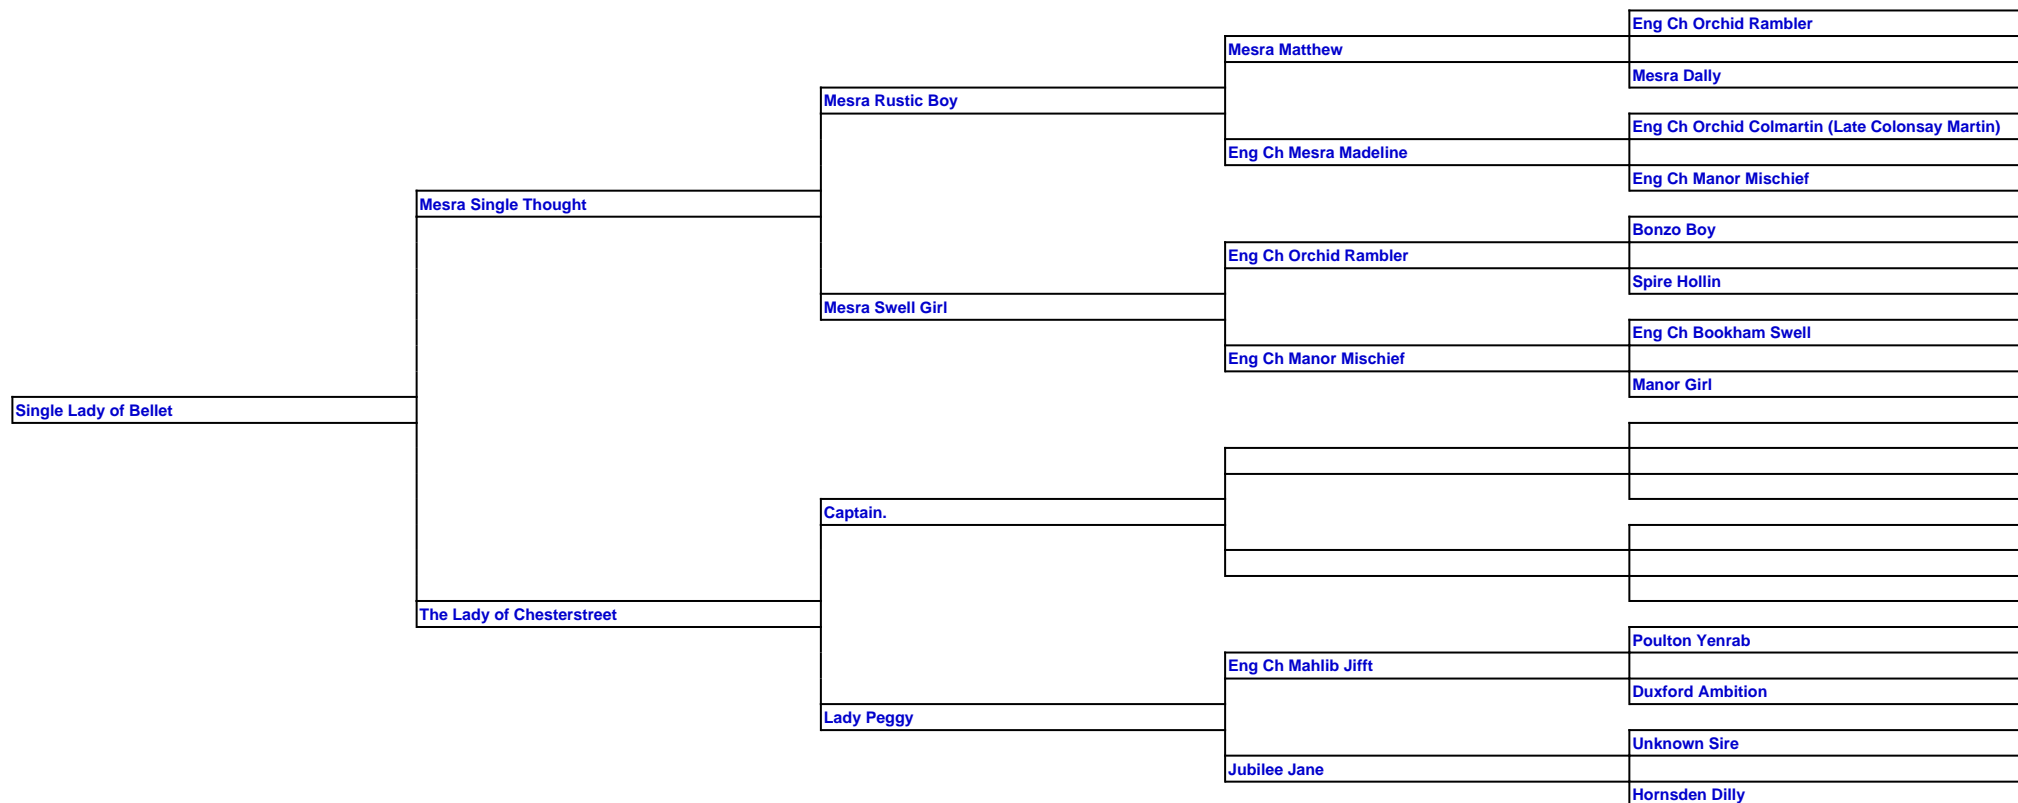 Eng Ch Orchid Rambler
Mesra Matthew
Mesra Dally
Mesra Rustic Boy
Eng Ch Orchid Colmartin (Late Colonsay Martin)
Eng Ch Mesra Madeline
Eng Ch Manor Mischief
Mesra Single Thought
Bonzo Boy
Eng Ch Orchid Rambler
Spire Hollin
Mesra Swell Girl
Eng Ch Bookham Swell
Eng Ch Manor Mischief
Manor Girl
Single Lady of Bellet
Captain.
The Lady of Chesterstreet
Poulton Yenrab
Eng Ch Mahlib Jifft
Duxford Ambition
Lady Peggy
Unknown Sire
Jubilee Jane
Hornsden Dilly